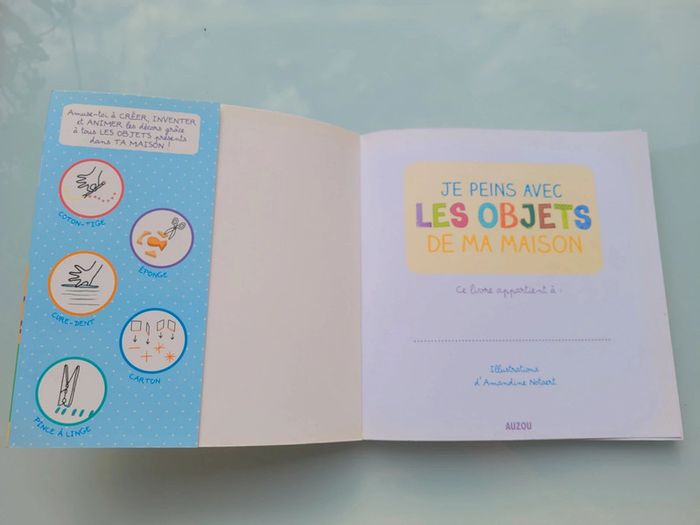 Amuse-toi à CRÉER, INVENTER
et ANIMER les décors grâce
à tous LES OBJETS présents
dans TA MAISON !
COTON-TIGE
ÉPONGE
CURE-DENT
CARTON
PINCE À LINGE
JE PEINS AVEC
LES OBJETS
DE MA MAISON
Ce livre appartient à :
Illustrations
d'Amandine Notaert
AUZOU